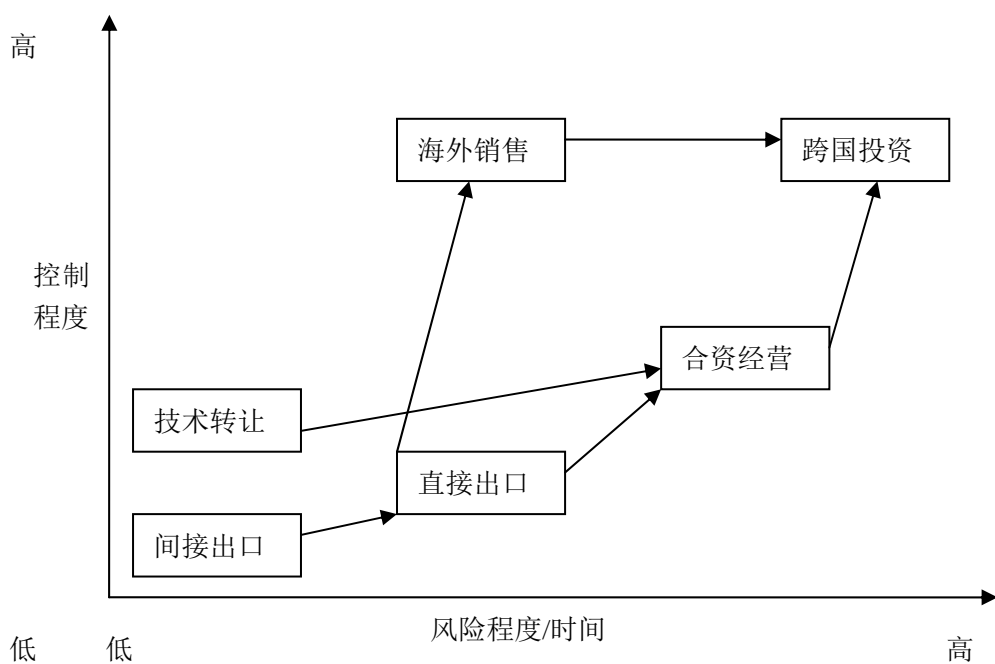 高
海外销售
跨国投资
控制
程度
合资经营
技术转让
直接出口
间接出口
风险程度/时间
低
低
高